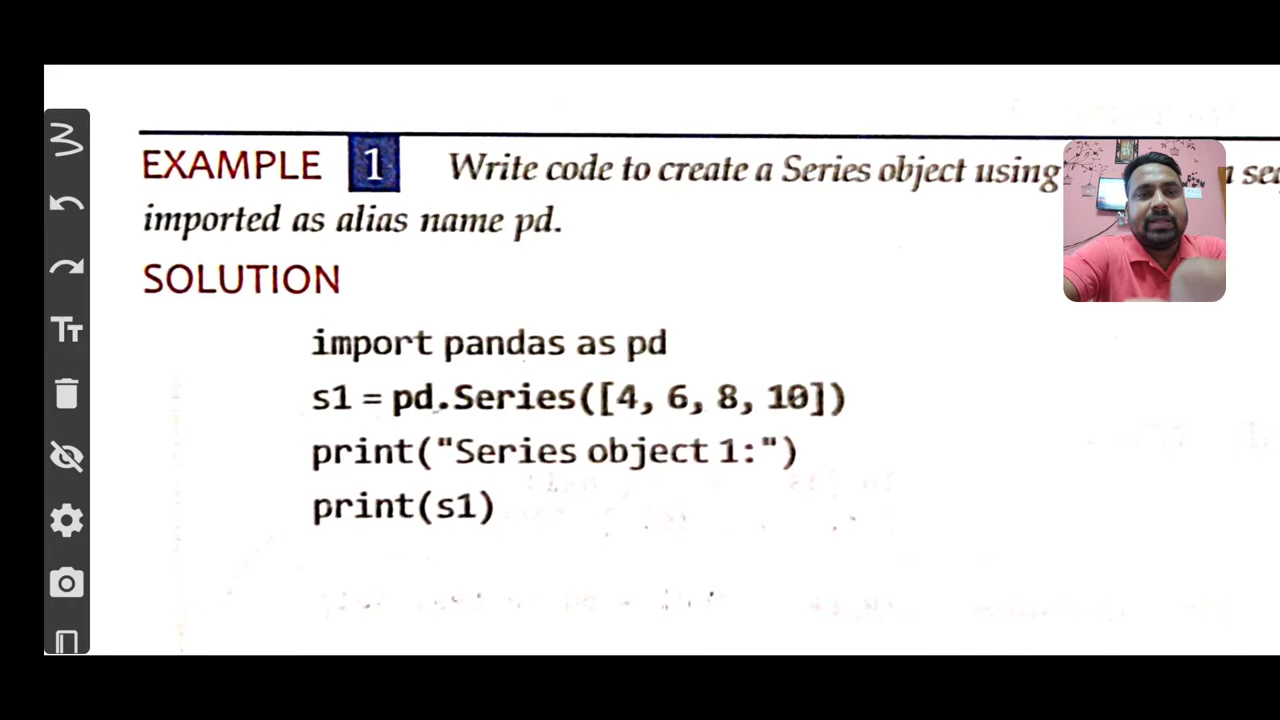 EXAMPLE 1 Write code to create a Series object using
imported as alias name pd.
SOLUTION
import pandas as pd
s1 = pd.Series([4, 6, 8, 10])
print("Series object 1:")
print(s1)